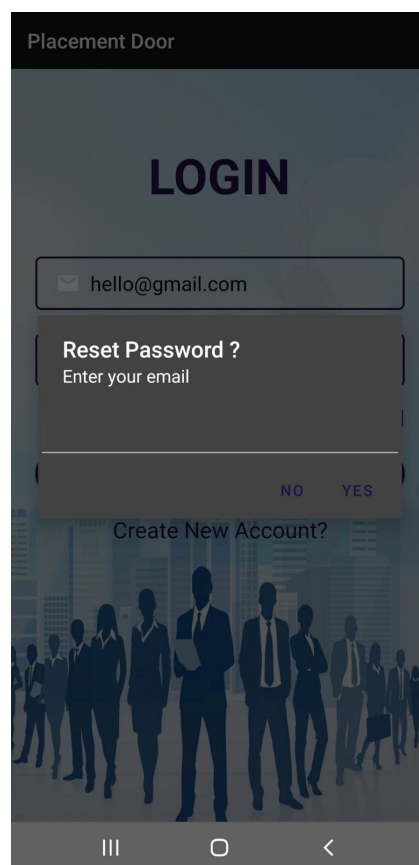 Placement Door
LOGIN
hello@gmail.com
Reset Password ?
Enter your email
NO YES
Create New Account?